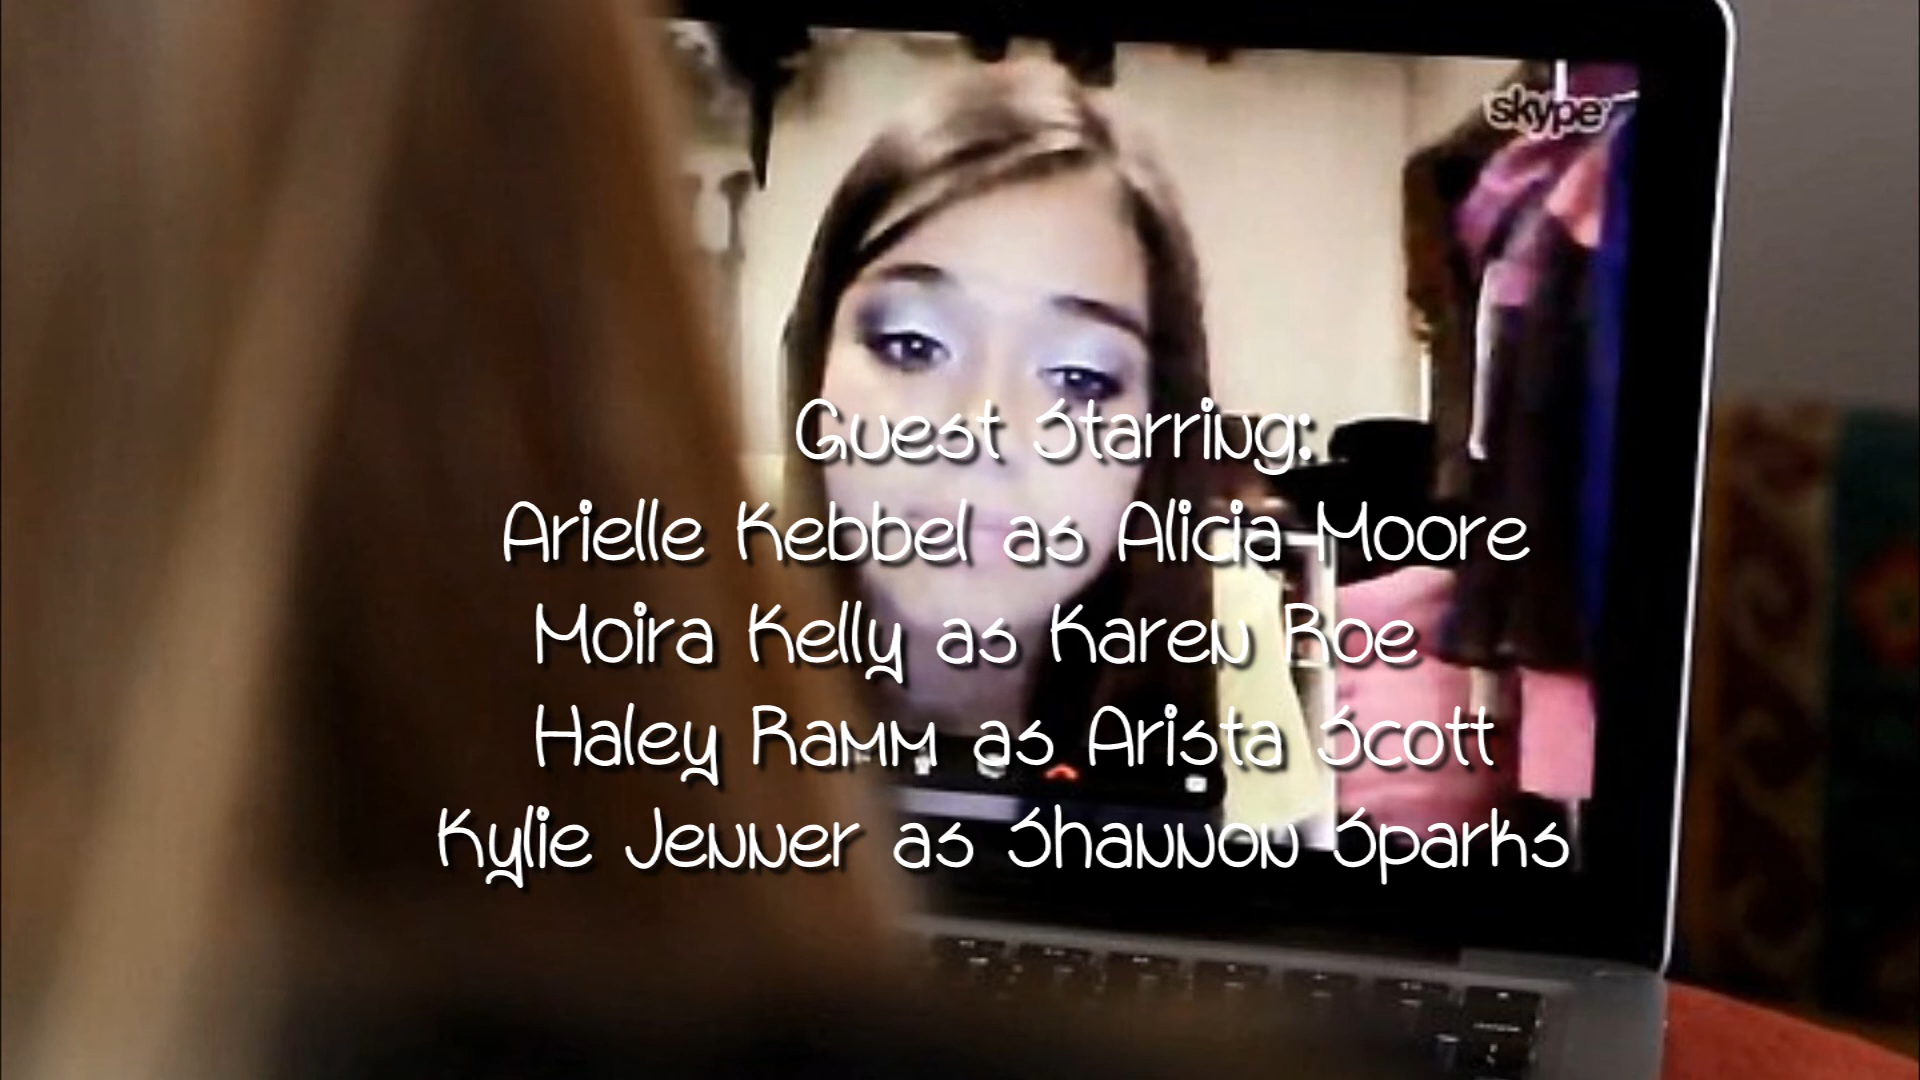 skype
Guest Starring:
Arielle Kebbel as Alicia Moore
Moira Kelly as Karen Roe
Haley Ramm as Arista Scott
Kylie Jenner as Shannon Sparks